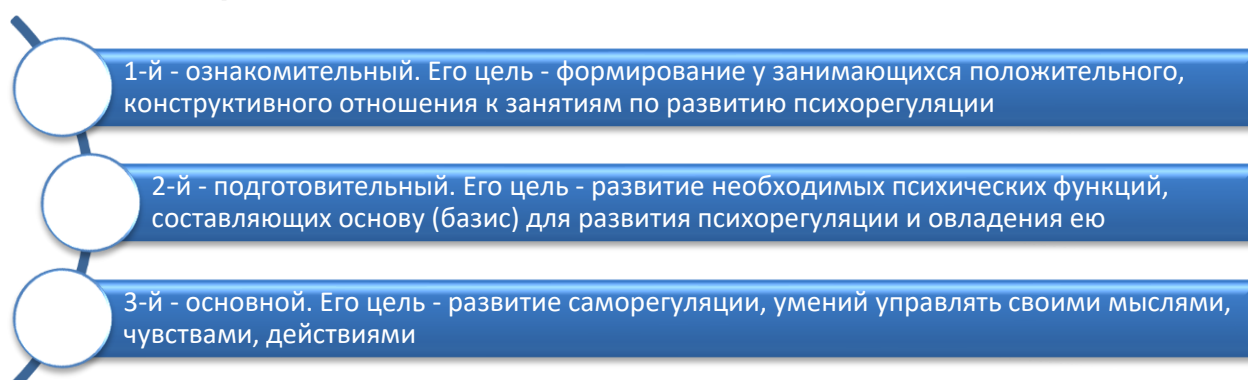 1-й - ознакомительный. Его цель - формирование у занимающихся положительного,
конструктивного отношения к занятиям по развитию психорегуляции
2-й - подготовительный. Его цель - развитие необходимых психических функций,
составляющих основу (базис) для развития психорегуляции и овладения ею
3-й - основной. Его цель - развитие саморегуляции, умений управлять своими мыслями,
чувствами, действиями